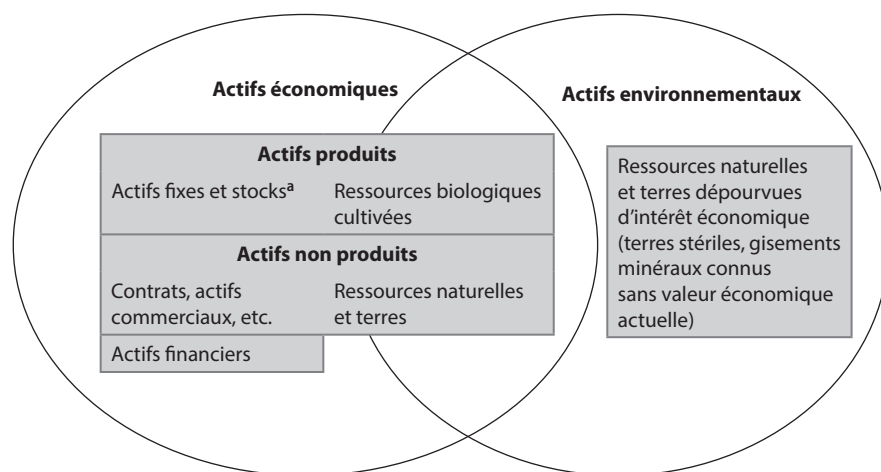 Actifs économiques
Actifs environnementaux
Actifs produits
Actifs fixes et stocksª
Ressources biologiques
cultivées
Actifs non produits
Contrats, actifs
commerciaux, etc.
Ressources naturelles
et terres
Actifs financiers
Ressources naturelles
et terres dépourvues
d’intérêt économique
(terres stériles, gisements
minéraux connus
sans valeur économique
actuelle)